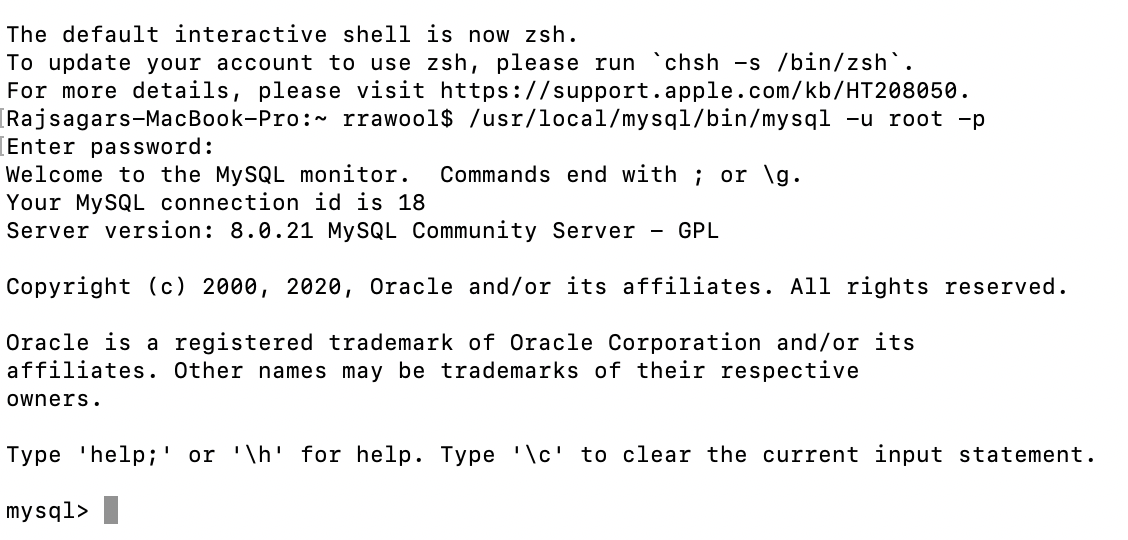 The default interactive shell is now zsh.
To update your account to use zsh, please run `chsh -s /bin/zsh`.
For more details, please visit https://support.apple.com/kb/HT208050.
[Rajsagars-MacBook-Pro:~ rrawool$ /usr/local/mysql/bin/mysql -u root -p
[Enter password:
Welcome to the MySQL monitor.  Commands end with ; or \g.
Your MySQL connection id is 18
Server version: 8.0.21 MySQL Community Server - GPL

Copyright (c) 2000, 2020, Oracle and/or its affiliates. All rights reserved.

Oracle is a registered trademark of Oracle Corporation and/or its
affiliates. Other names may be trademarks of their respective
owners.

Type 'help;' or '\h' for help. Type '\c' to clear the current input statement.

mysql>